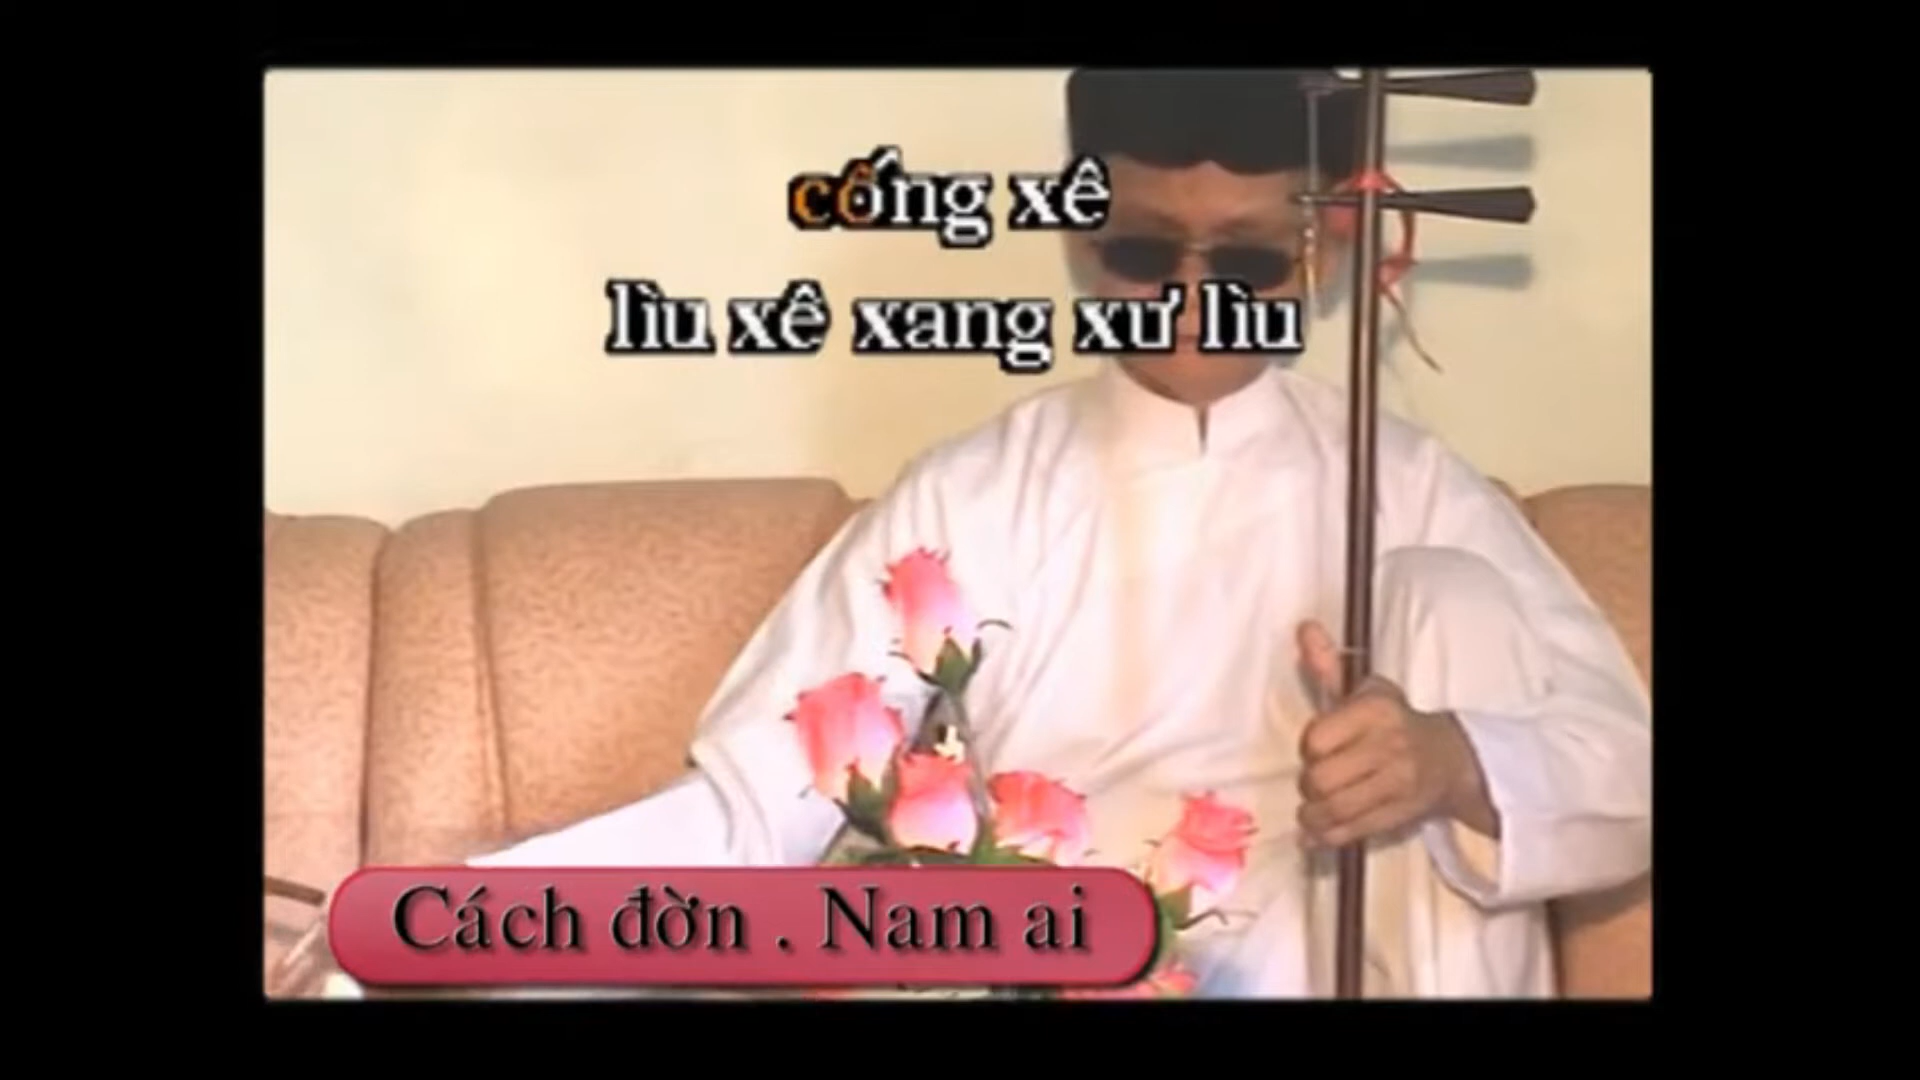 cống xê
lìu xê xang xư lìu
Cách đờn . Nam ai